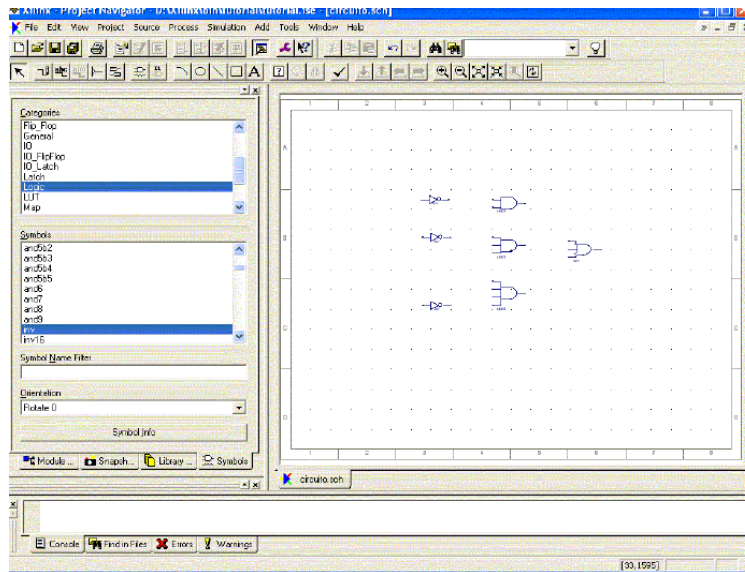 Xilinx - Project Navigator - D:\Xilinx\bin\tutorial\tutorial.ise - [circuito.sch]
File Edit View Project Source Process Simulation Add Tools Window Help
Categories
Flip_Flop
General
IO
IO_FlipFlop
IO_Latch
Latch
Logic
LUT
Map
Symbols
and5b2
and5b3
and5b4
and5b5
and6
and7
and8
and9
inv
inv16
Symbol Name Filter
Orientation
Rotate 0
Symbol Info
Module ... Snapsh... Library ... Symbols
circuito.sch
Console Find in Files Errors Warnings
[33,1595]